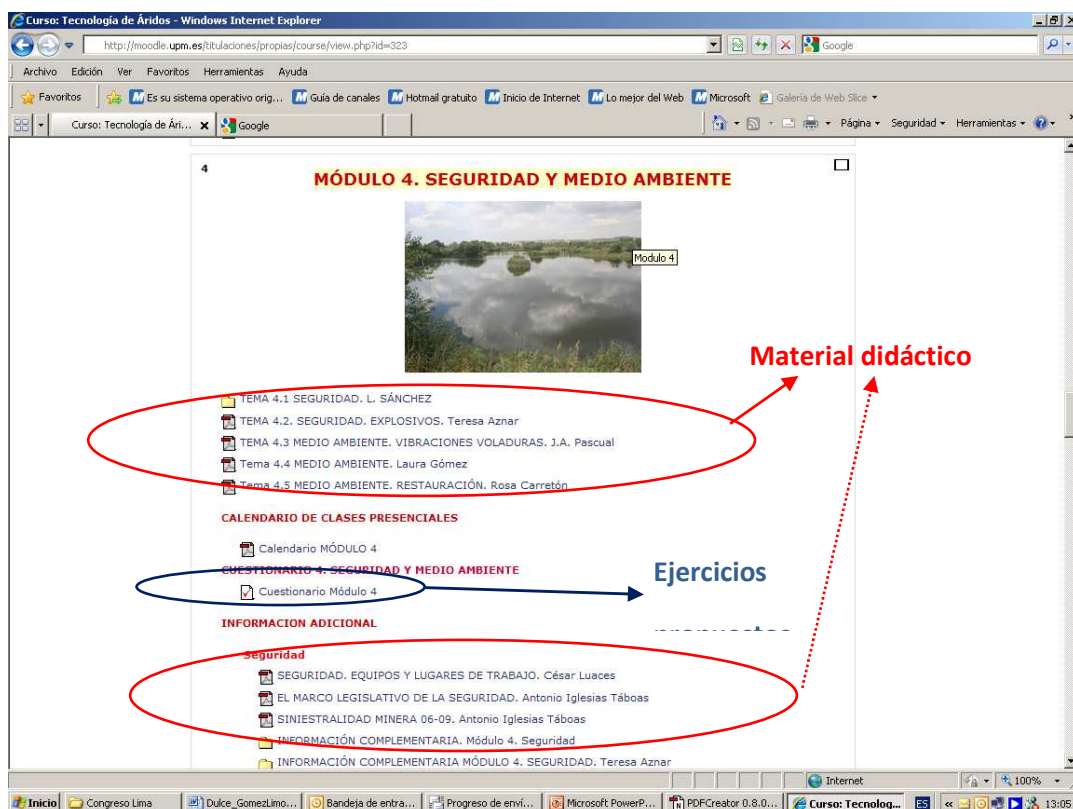 Curso: Tecnología de Áridos - Windows Internet Explorer
http://moodle.upm.es/titulaciones/propias/course/view.php?id=323
Google
Archivo Edición Ver Favoritos Herramientas Ayuda
Favoritos Es su sistema operativo orig... Guía de canales Hotmail gratuito Inicio de Internet Lo mejor del Web Microsoft Galería de Web Slice
Curso: Tecnología de Ári... Google Página Seguridad Herramientas
4
MÓDULO 4. SEGURIDAD Y MEDIO AMBIENTE
Modulo 4
Material didáctico
TEMA 4.1 SEGURIDAD. L. SÁNCHEZ
TEMA 4.2. SEGURIDAD. EXPLOSIVOS. Teresa Aznar
TEMA 4.3 MEDIO AMBIENTE. VIBRACIONES VOLADURAS. J.A. Pascual
Tema 4.4 MEDIO AMBIENTE. Laura Gómez
Tema 4.5 MEDIO AMBIENTE. RESTAURACIÓN. Rosa Carretón
CALENDARIO DE CLASES PRESENCIALES
Calendario MÓDULO 4
CUESTIONARIO 4. SEGURIDAD Y MEDIO AMBIENTE
Ejercicios
Cuestionario Módulo 4
INFORMACION ADICIONAL
Seguridad
SEGURIDAD. EQUIPOS Y LUGARES DE TRABAJO. César Luaces
EL MARCO LEGISLATIVO DE LA SEGURIDAD. Antonio Iglesias Táboas
SINIESTRALIDAD MINERA 06-09. Antonio Iglesias Táboas
INFORMACIÓN COMPLEMENTARIA. Módulo 4. Seguridad
INFORMACIÓN COMPLEMENTARIA MÓDULO 4. SEGURIDAD. Teresa Aznar
Internet 100%
Inicio Congreso Lima Dulce_GomezLimo... Bandeja de entra... Progreso de enví... Microsoft PowerP... PDFCreator 0.8.0... Curso: Tecnolog... ES 13:05